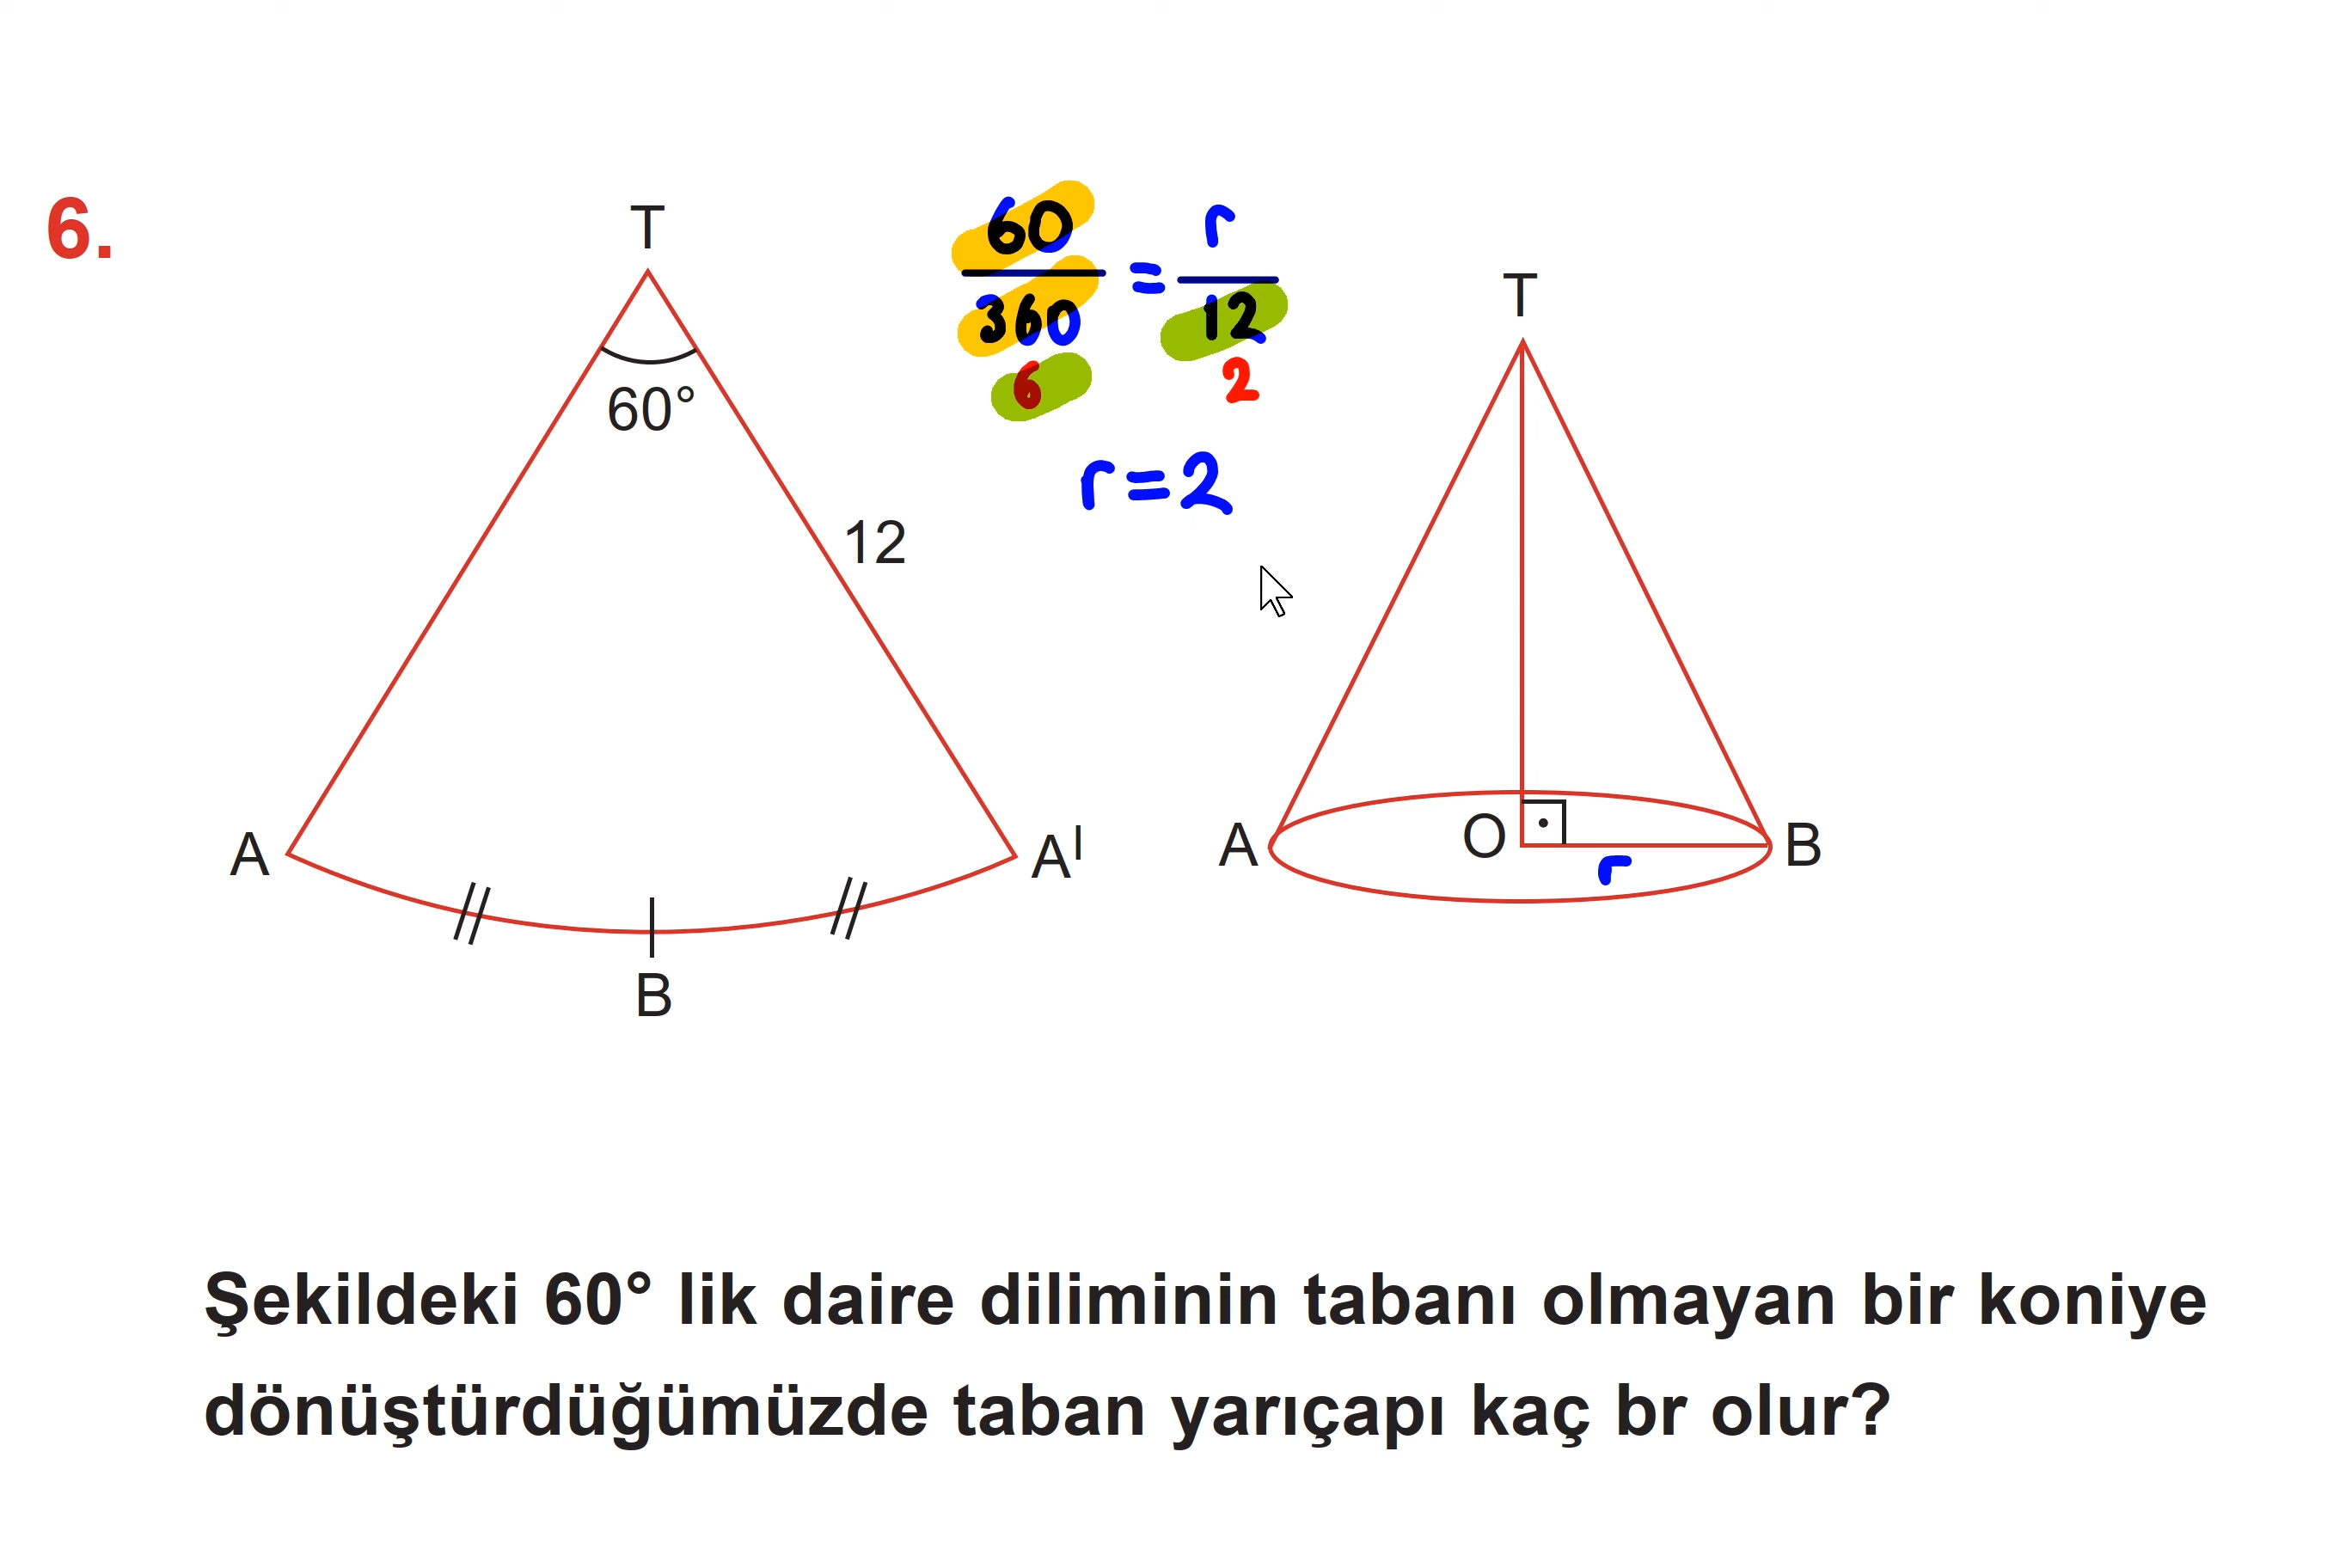 6.
T
60°
12
A
A'
B
60/360 = r/12
6
2
r=2
T
A
O
B
r
Şekildeki 60° lik daire diliminin tabanı olmayan bir koniye
dönüştürdüğümüzde taban yarıçapı kaç br olur?